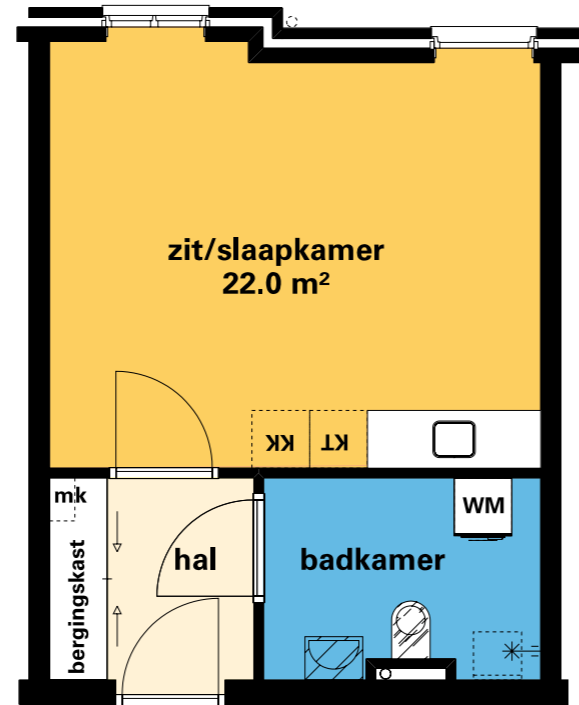 zit/slaapkamer
22.0 m²
KK
KT
mk
WM
hal
badkamer
bergingskast